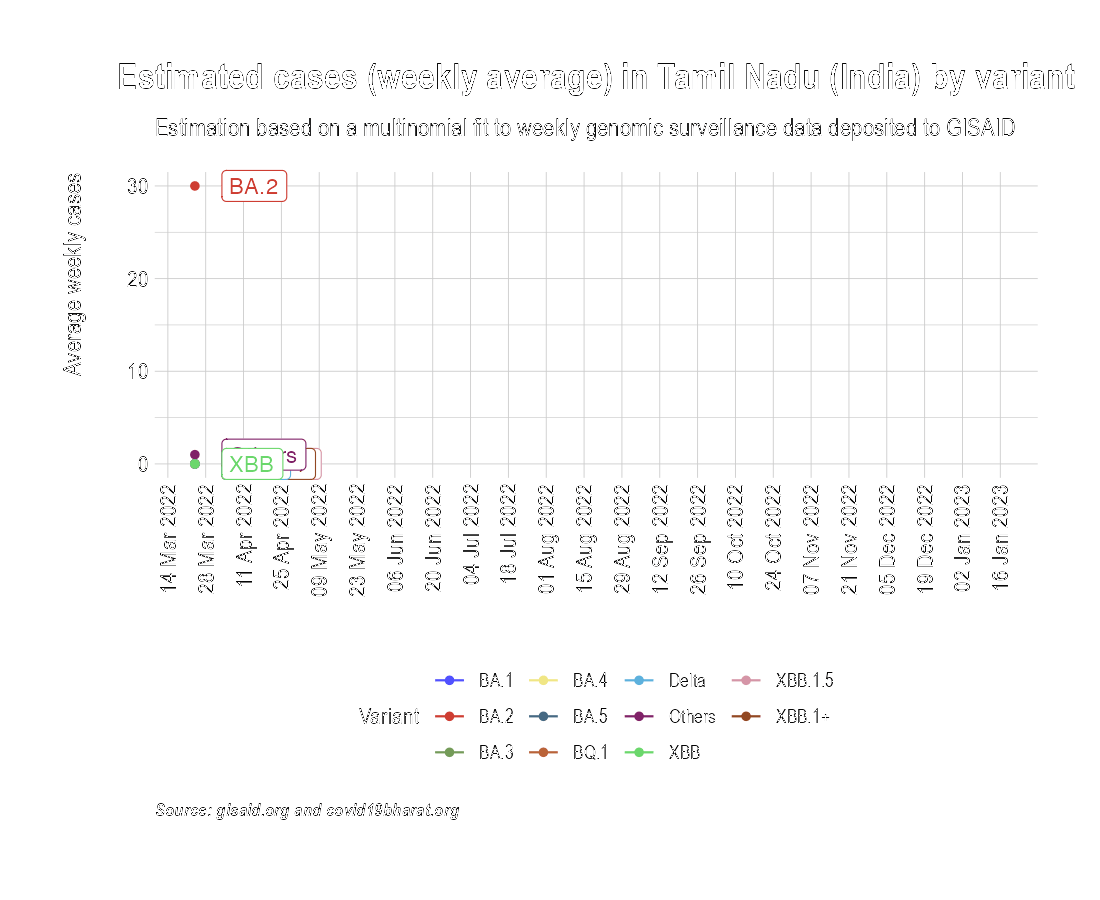 Estimated cases (weekly average) in Tamil Nadu (India) by variant
Estimation based on a multinomial fit to weekly genomic surveillance data deposited to GISAID
Average weekly cases
30
20
10
0
BA.2
XBB
14 Mar 2022
28 Mar 2022
11 Apr 2022
25 Apr 2022
09 May 2022
23 May 2022
06 Jun 2022
20 Jun 2022
04 Jul 2022
18 Jul 2022
01 Aug 2022
15 Aug 2022
29 Aug 2022
12 Sep 2022
26 Sep 2022
10 Oct 2022
24 Oct 2022
07 Nov 2022
21 Nov 2022
05 Dec 2022
19 Dec 2022
02 Jan 2023
16 Jan 2023
Variant
BA.1 BA.4 Delta XBB.1.5
BA.2 BA.5 Others XBB.1+
BA.3 BQ.1 XBB
Source: gisaid.org and covid19bharat.org